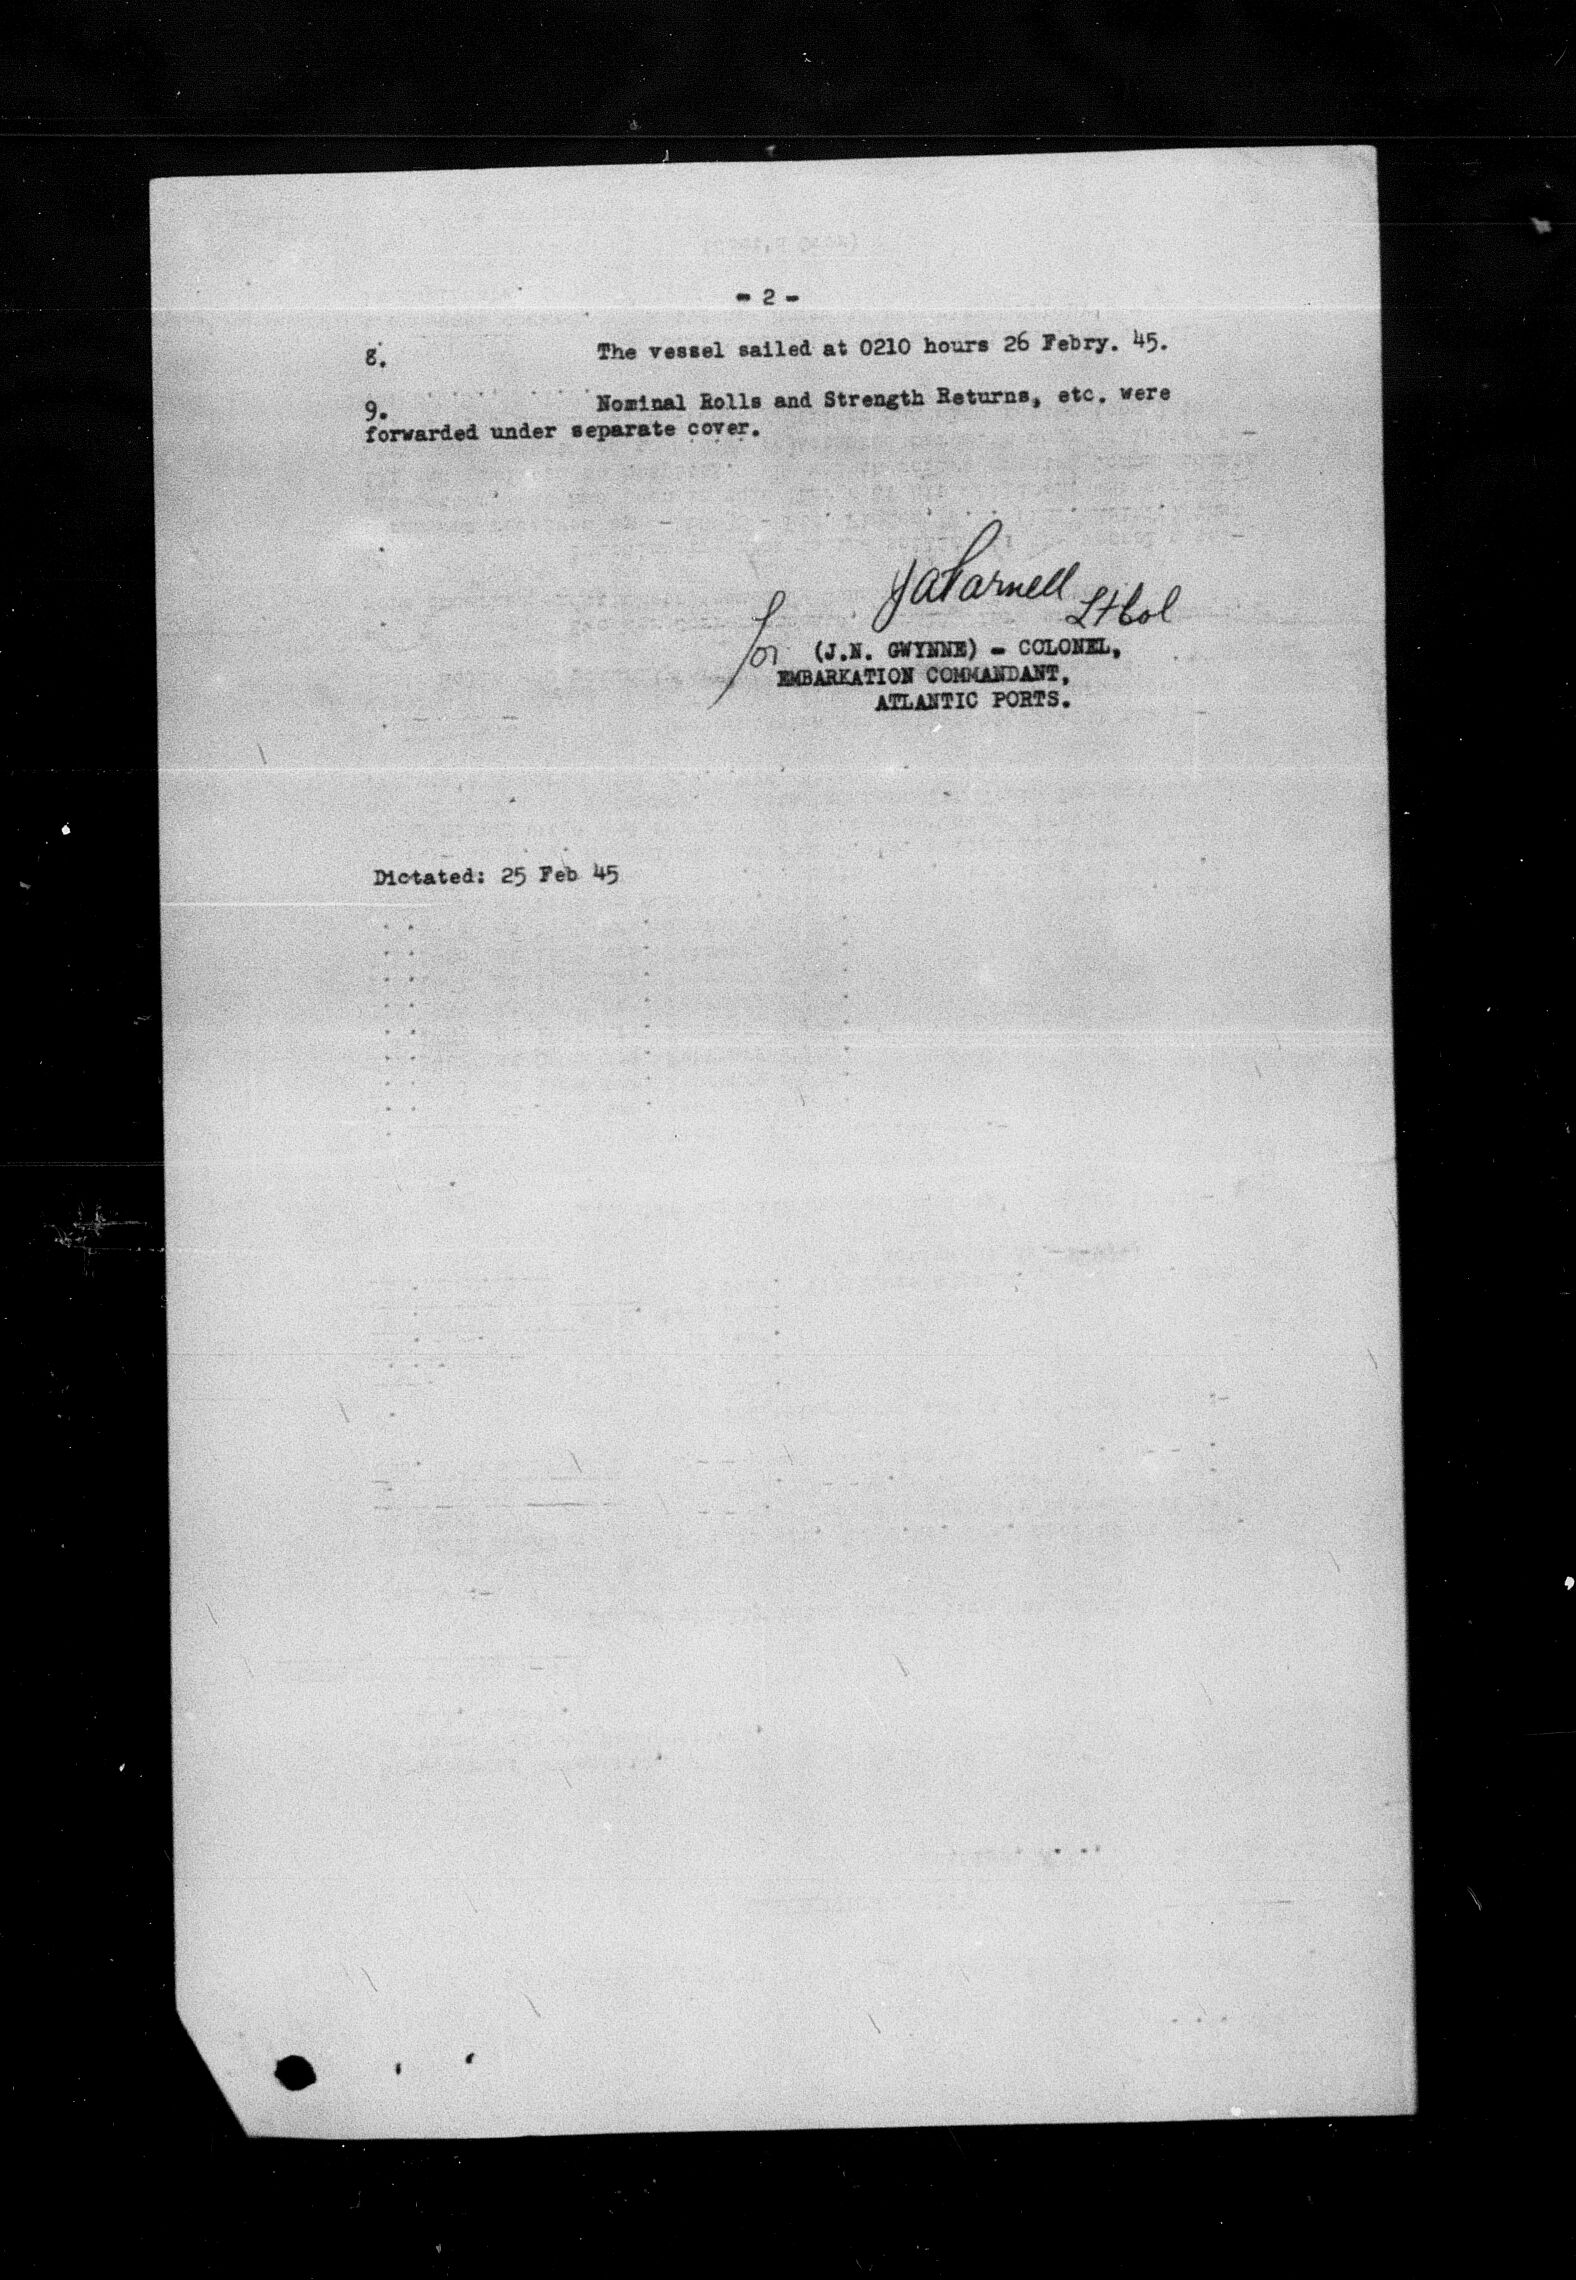 - 2 -
8. The vessel sailed at 0210 hours 26 Febry. 45.
9. Nominal Rolls and Strength Returns, etc. were
forwarded under separate cover.
JAParnell Lt Col
for (J.N. GWYNNE) - COLONEL,
EMBARKATION COMMANDANT,
ATLANTIC PORTS.
Dictated: 25 Feb 45